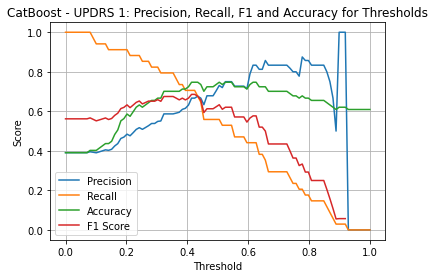 CatBoost - UPDRS 1: Precision, Recall, F1 and Accuracy for Thresholds
1.0
0.8
0.6
0.4
0.2
0.0
Score
Precision
Recall
Accuracy
F1 Score
0.0 0.2 0.4 0.6 0.8 1.0
Threshold